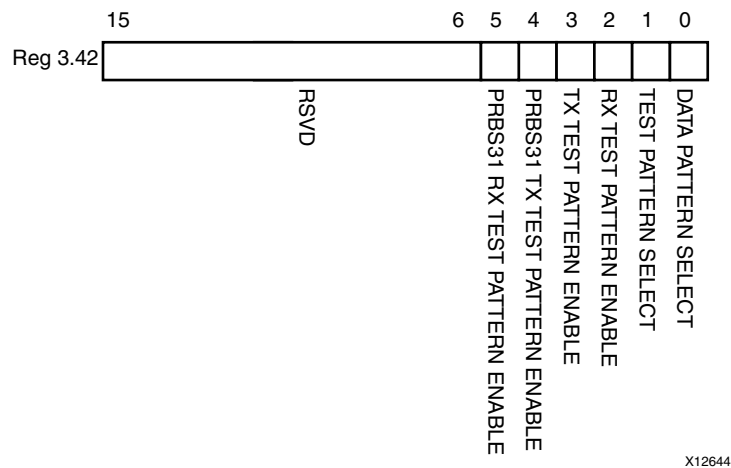 15 6 5 4 3 2 1 0
Reg 3.42
RSVD
PRBS31 RX TEST PATTERN ENABLE
PRBS31 TX TEST PATTERN ENABLE
TX TEST PATTERN ENABLE
RX TEST PATTERN ENABLE
TEST PATTERN SELECT
DATA PATTERN SELECT
X12644